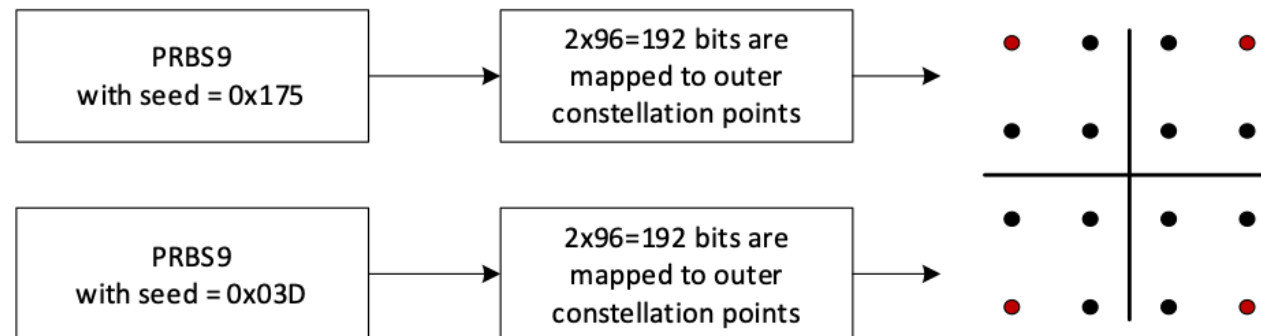 PRBS9
with seed = 0x175
2x96=192 bits are
mapped to outer
constellation points
PRBS9
with seed = 0x03D
2x96=192 bits are
mapped to outer
constellation points